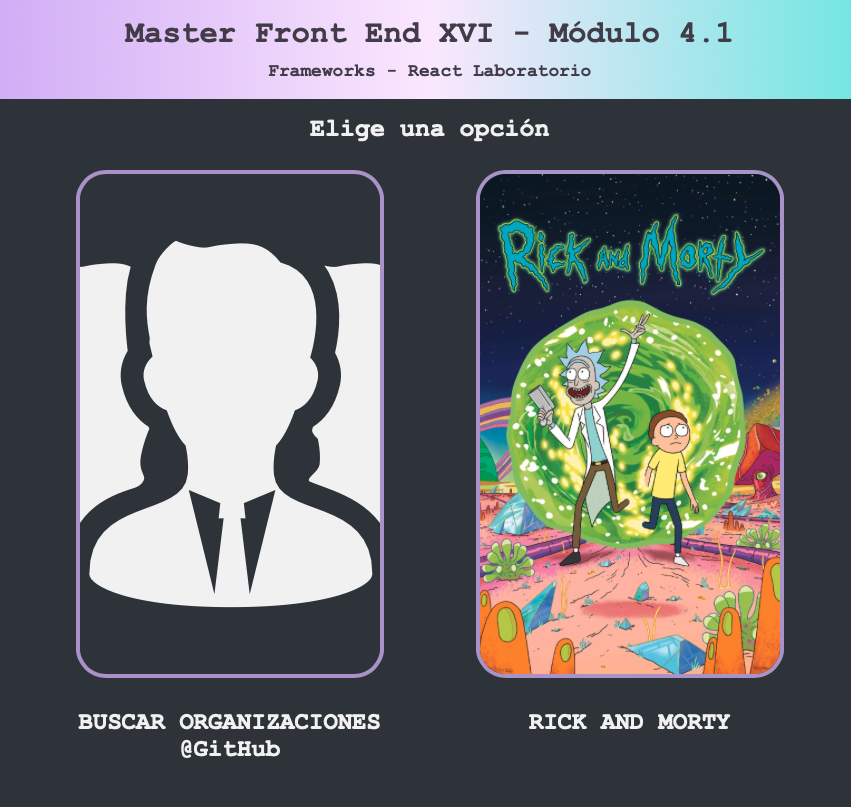 Master Front End XVI - Módulo 4.1
Frameworks - React Laboratorio
Elige una opción
Rick and Morty
BUSCAR ORGANIZACIONES
@GitHub
RICK AND MORTY